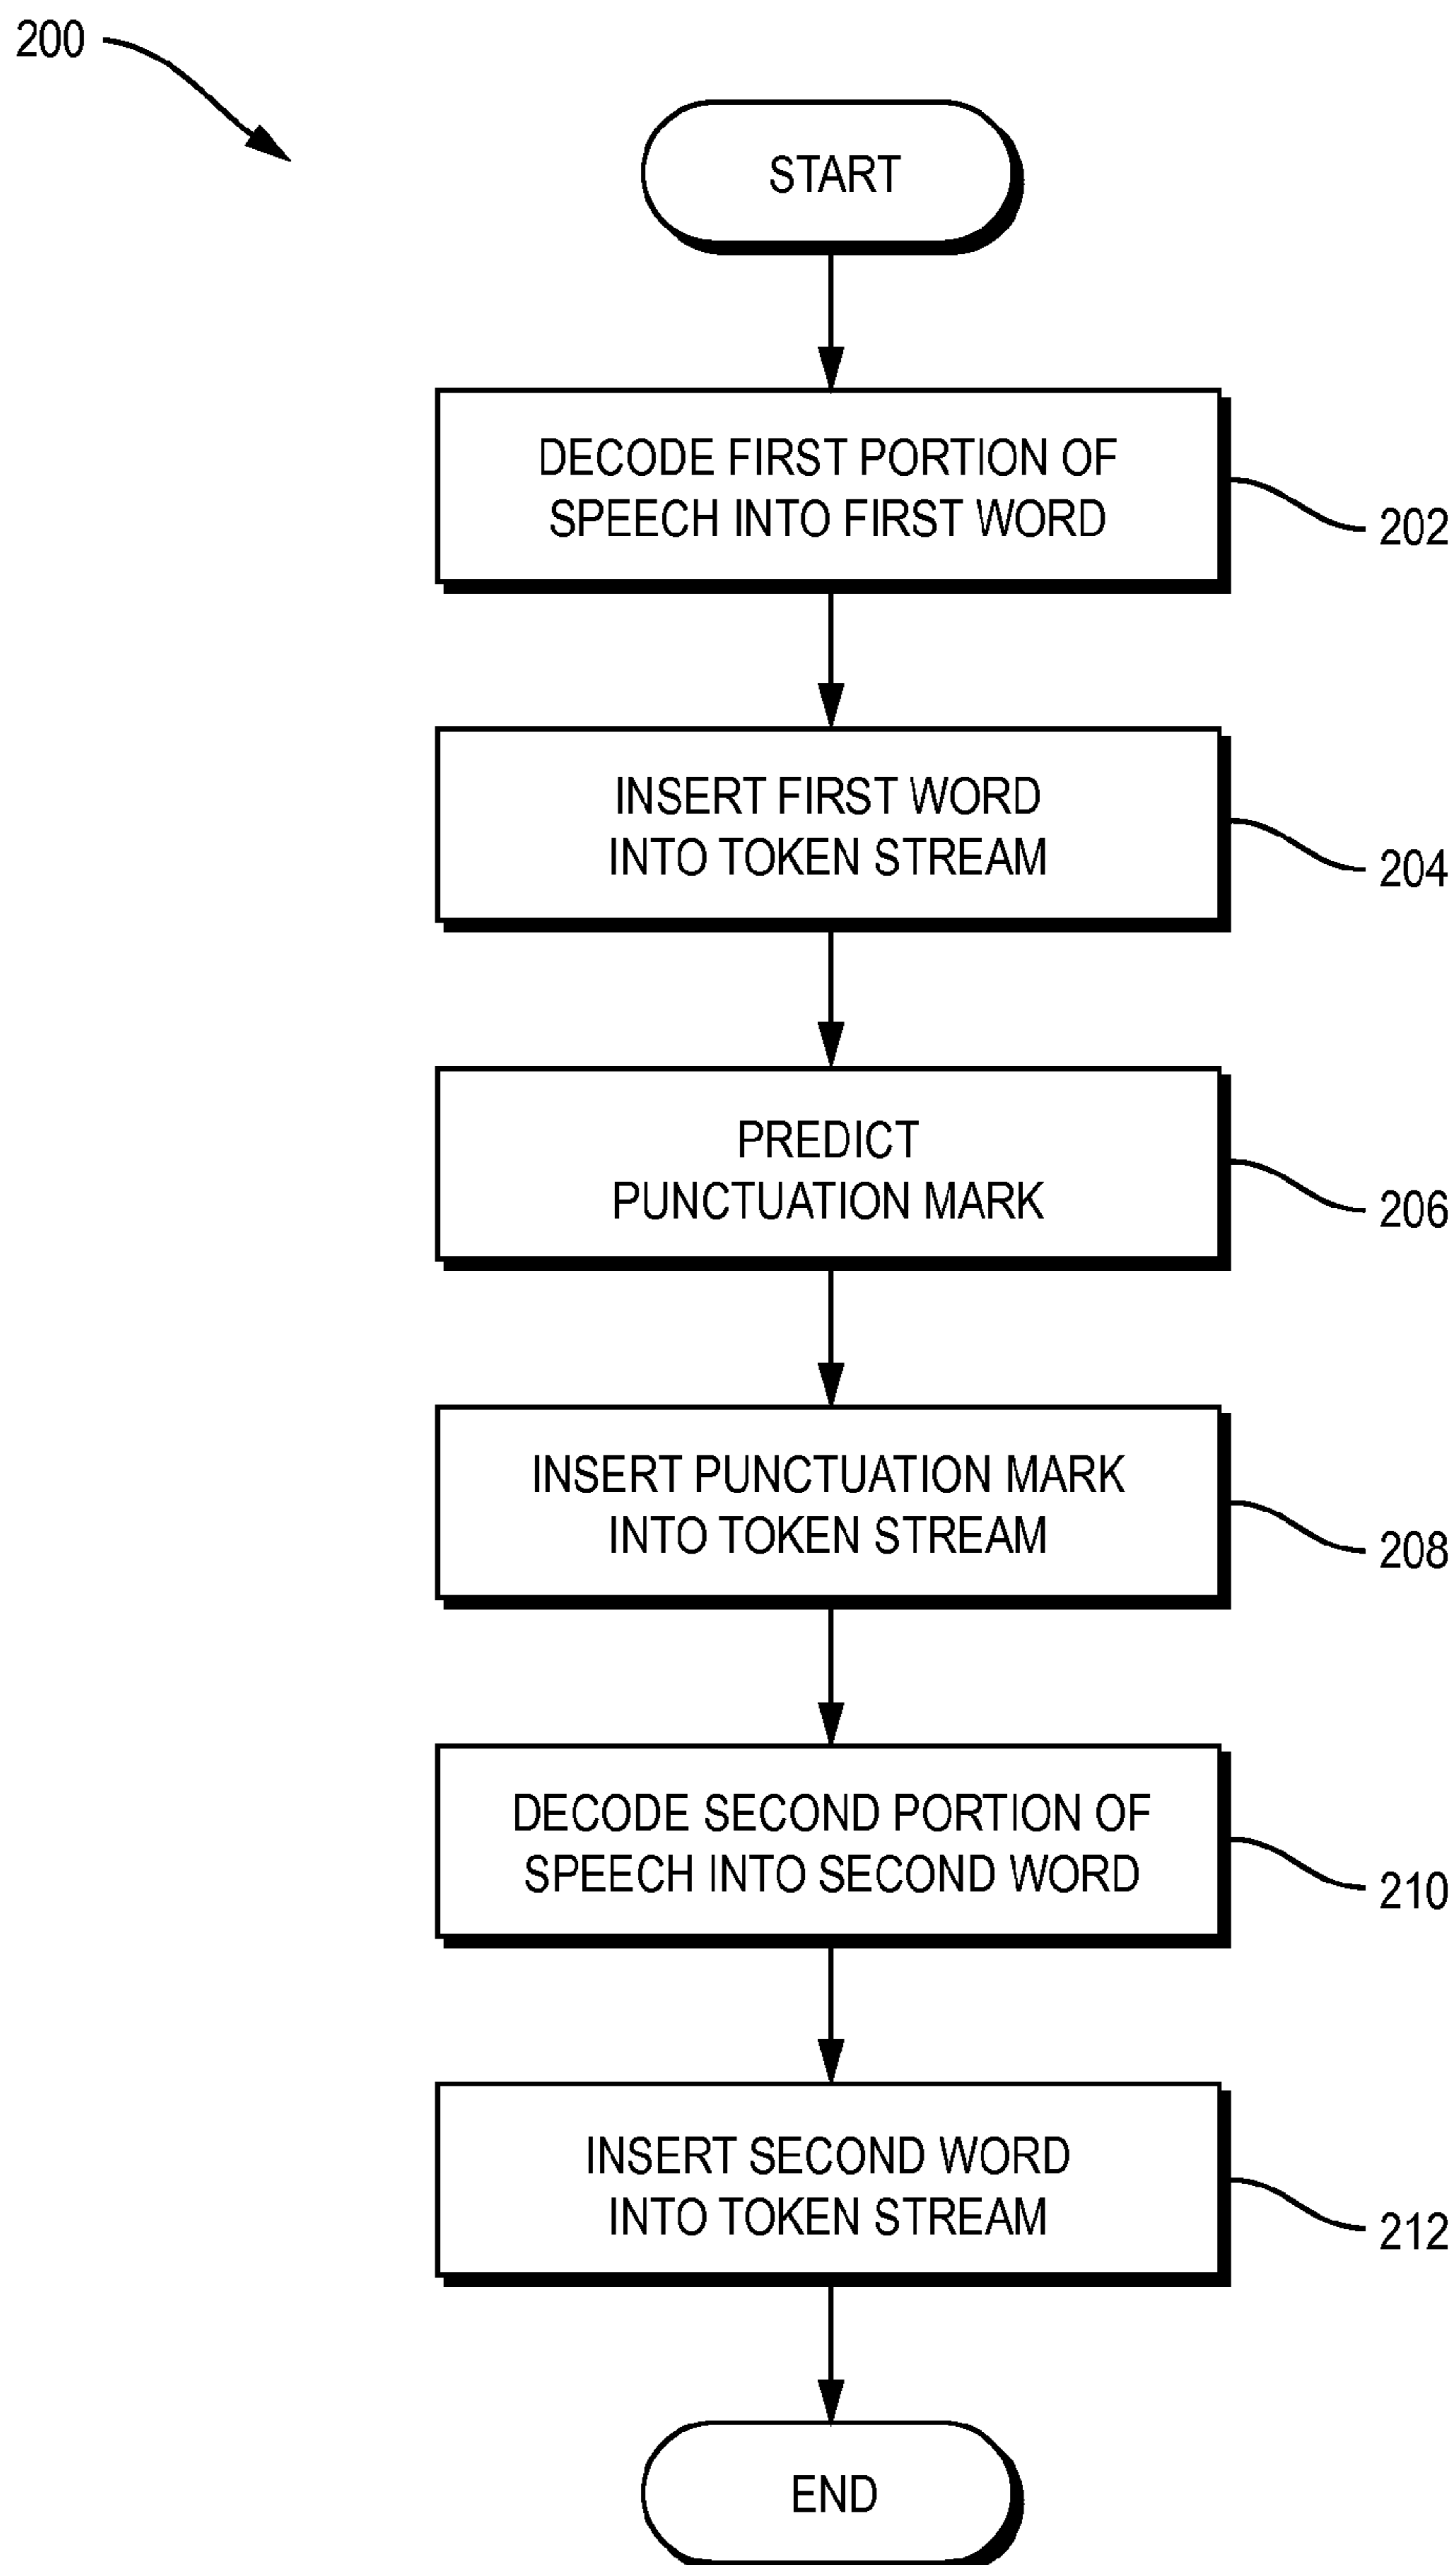 200
START
DECODE FIRST PORTION OF
SPEECH INTO FIRST WORD
202
INSERT FIRST WORD
INTO TOKEN STREAM
204
PREDICT
PUNCTUATION MARK
206
INSERT PUNCTUATION MARK
INTO TOKEN STREAM
208
DECODE SECOND PORTION OF
SPEECH INTO SECOND WORD
210
INSERT SECOND WORD
INTO TOKEN STREAM
212
END